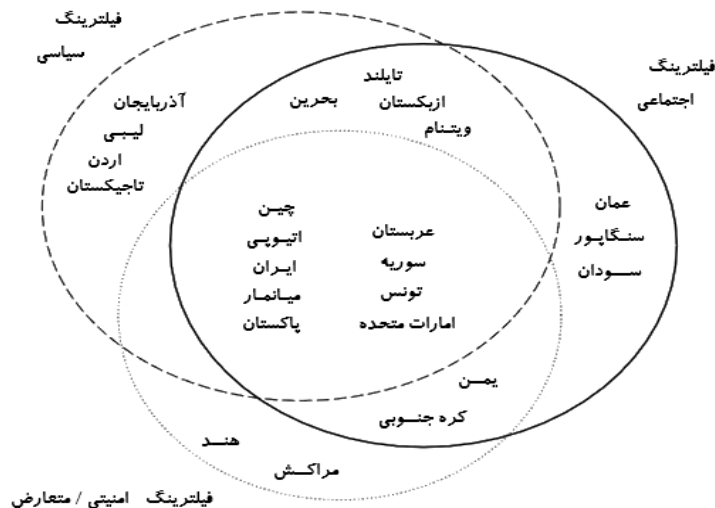 فیلترینگ
سیاسی
فیلترینگ
اجتماعی
تایلند
بحرین
ازبکستان
ویتنام
آذربایجان
لیبی
اردن
تاجیکستان
عمان
سنگاپور
سودان
چین
اتیوپی
ایران
میانمار
پاکستان
عربستان
سوریه
تونس
امارات متحده
یمن
کره جنوبی
هند
مراکش
فیلترینگ امنیتی / متعارض